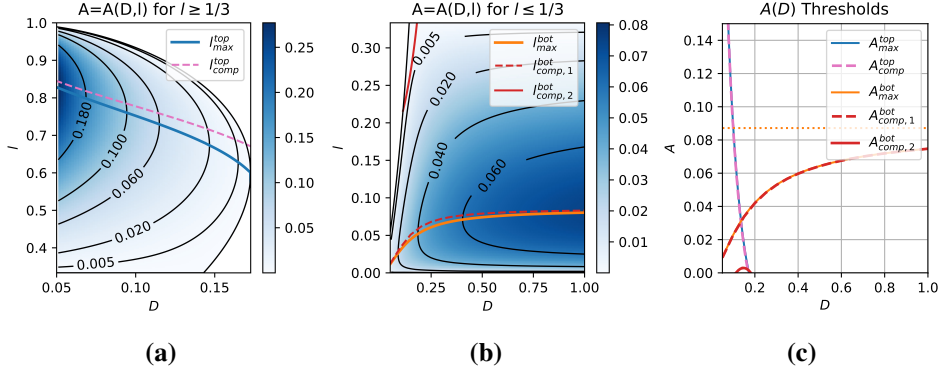 A=A(D,l) for l ≥ 1/3
l
1.0
0.9
0.8
0.7
0.6
0.5
0.4
0.05
0.10
0.15
D
0.180
0.100
0.060
0.020
0.005
l_max^top
l_comp^top
0.25
0.20
0.15
0.10
0.05
(a)
A=A(D,l) for l ≤ 1/3
l
0.30
0.25
0.20
0.15
0.10
0.05
0.00
0.25
0.50
0.75
1.00
D
0.005
0.020
0.040
0.060
l_max^bot
l_comp,1^bot
l_comp,2^bot
0.08
0.07
0.06
0.05
0.04
0.03
0.02
0.01
(b)
A(D) Thresholds
A
0.14
0.12
0.10
0.08
0.06
0.04
0.02
0.00
0.2
0.4
0.6
0.8
1.0
D
A_max^top
A_comp^top
A_max^bot
A_comp,1^bot
A_comp,2^bot
(c)